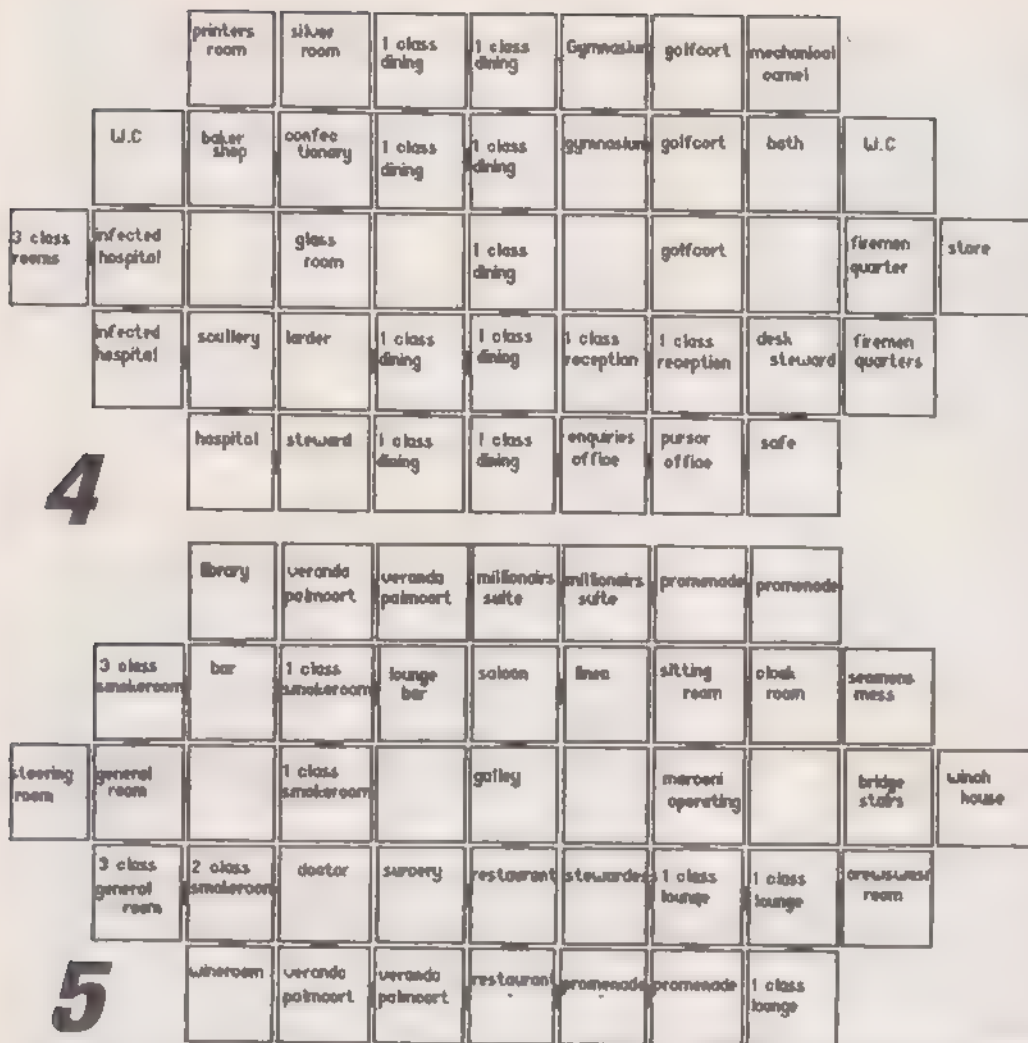 printers room
silver room
1 class dining
1 class dining
Gymnasium
golfcort
mechanical camel
W.C
baker shop
confec tionery
1 class dining
1 class dining
gymnasium
golfcort
bath
W.C
3 class rooms
infected hospital
glass room
1 class dining
golfcort
firemen quarter
store
infected hospital
scullery
larder
1 class dining
1 class dining
1 class reception
1 class reception
desk steward
firemen quarters
hospital
steward
1 class dining
1 class dining
enquiries office
pursor office
safe
4
library
veranda palmcort
veranda palmcort
millionairs suite
millionairs suite
promenade
promenade
3 class smokeroom
bar
1 class smokeroom
lounge bar
saloon
linen
sitting room
cloak room
seamens mess
steering room
general room
1 class smokeroom
galley
marconi operating
bridge stairs
winch house
3 class general room
2 class smokeroom
doctor
surgery
restaurant
stewardess
1 class lounge
1 class lounge
room
5
wineroom
veranda palmcort
veranda palmcort
restaurant
promenade
promenade
1 class lounge